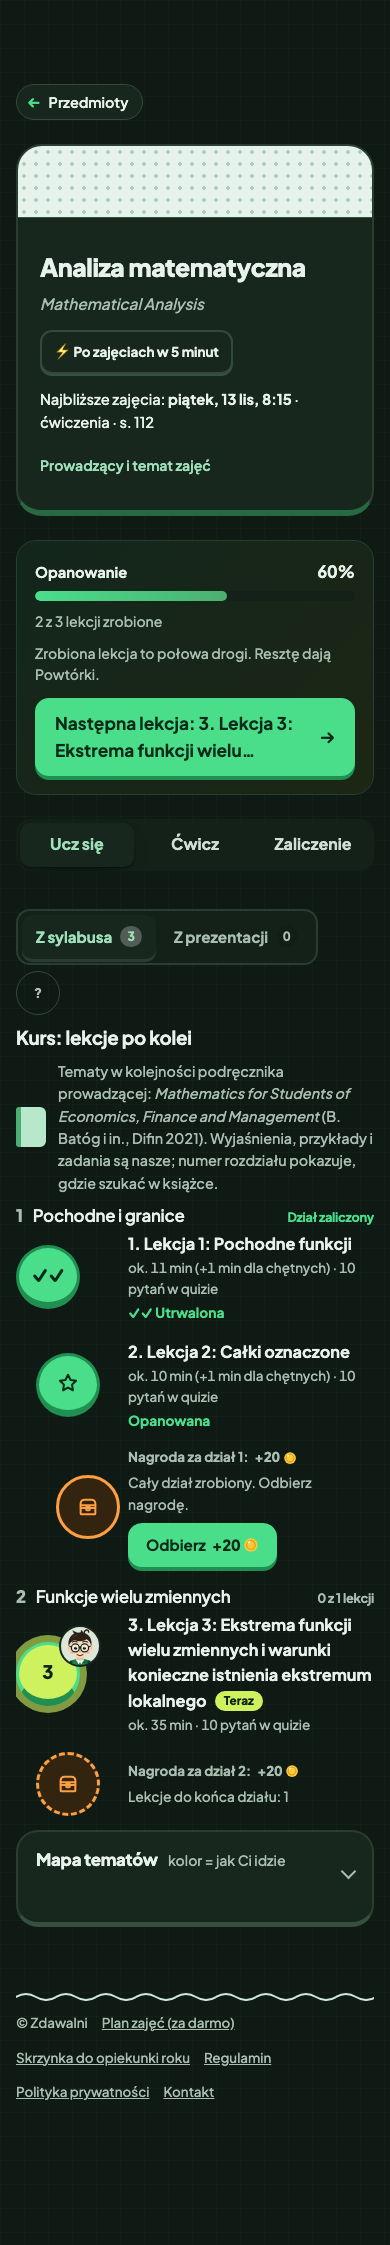 ← Przedmioty
Analiza matematyczna
Mathematical Analysis
⚡ Po zajęciach w 5 minut
Najbliższe zajęcia: piątek, 13 lis, 8:15 ·
ćwiczenia · s. 112
Prowadzący i temat zajęć
Opanowanie 60%
2 z 3 lekcji zrobione
Zrobiona lekcja to połowa drogi. Resztę dają
Powtórki.
Następna lekcja: 3. Lekcja 3:
Ekstrema funkcji wielu… →
Ucz się Ćwicz Zaliczenie
Z sylabusa 3 Z prezentacji 0
?
Kurs: lekcje po kolei
Tematy w kolejności podręcznika
prowadzącej: Mathematics for Students of
Economics, Finance and Management (B.
Batóg i in., Difin 2021). Wyjaśnienia, przykłady i
zadania są nasze; numer rozdziału pokazuje,
gdzie szukać w książce.
1 Pochodne i granice Dział zaliczony
1. Lekcja 1: Pochodne funkcji
ok. 11 min (+1 min dla chętnych) · 10
pytań w quizie
✓✓ Utrwalona
2. Lekcja 2: Całki oznaczone
ok. 10 min (+1 min dla chętnych) · 10
pytań w quizie
Opanowana
Nagroda za dział 1: +20
Cały dział zrobiony. Odbierz
nagrodę.
Odbierz +20
2 Funkcje wielu zmiennych 0 z 1 lekcji
3
3. Lekcja 3: Ekstrema funkcji
wielu zmiennych i warunki
konieczne istnienia ekstremum
lokalnego Teraz
ok. 35 min · 10 pytań w quizie
Nagroda za dział 2: +20
Lekcje do końca działu: 1
Mapa tematów kolor = jak Ci idzie
© Zdawalni Plan zajęć (za darmo)
Skrzynka do opiekunki roku Regulamin
Polityka prywatności Kontakt